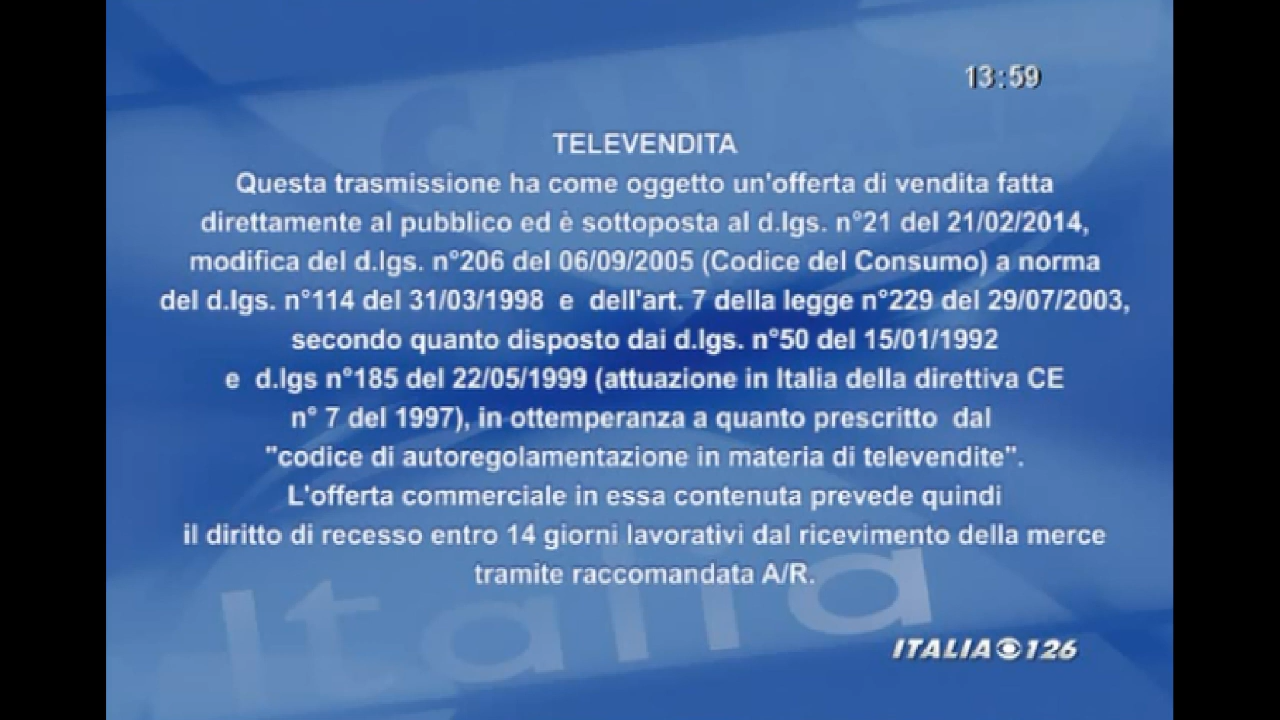 13:59
TELEVENDITA
Questa trasmissione ha come oggetto un'offerta di vendita fatta
direttamente al pubblico ed è sottoposta al d.lgs. n°21 del 21/02/2014,
modifica del d.lgs. n°206 del 06/09/2005 (Codice del Consumo) a norma
del d.lgs. n°114 del 31/03/1998 e dell'art. 7 della legge n°229 del 29/07/2003,
secondo quanto disposto dai d.lgs. n°50 del 15/01/1992
e d.lgs n°185 del 22/05/1999 (attuazione in Italia della direttiva CE
n° 7 del 1997), in ottemperanza a quanto prescritto dal
"codice di autoregolamentazione in materia di televendite".
L'offerta commerciale in essa contenuta prevede quindi
il diritto di recesso entro 14 giorni lavorativi dal ricevimento della merce
tramite raccomandata A/R.
Italia
ITALIA 126